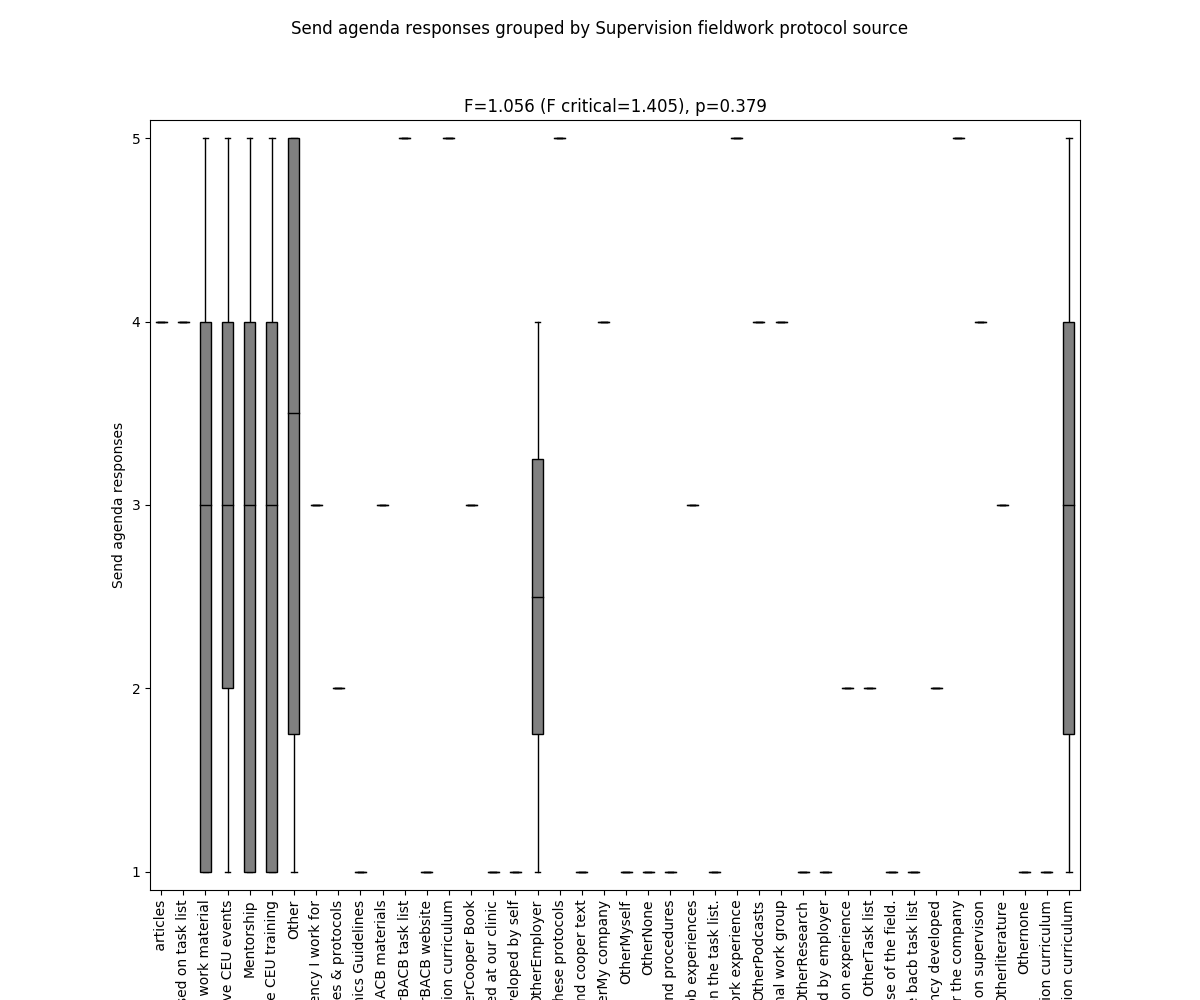 Send agenda responses grouped by Supervision fieldwork protocol source
F=1.056 (F critical=1.405), p=0.379
Send agenda responses
5
4
3
2
1
articles
sed on task list
work material
ve CEU events
Mentorship
e CEU training
Other
ency I work for
es & protocols
ics Guidelines
ACB materials
rBACB task list
BACB website
ion curriculum
erCooper Book
ed at our clinic
eloped by self
OtherEmployer
hese protocols
nd cooper text
erMy company
OtherMyself
OtherNone
nd procedures
ob experiences
n the task list.
ork experience
OtherPodcasts
nal work group
OtherResearch
d by employer
on experience
OtherTask list
se of the field.
bacb task list
ncy developed
r the company
on supervison
Otherliterature
Othernone
ion curriculum
ion curriculum